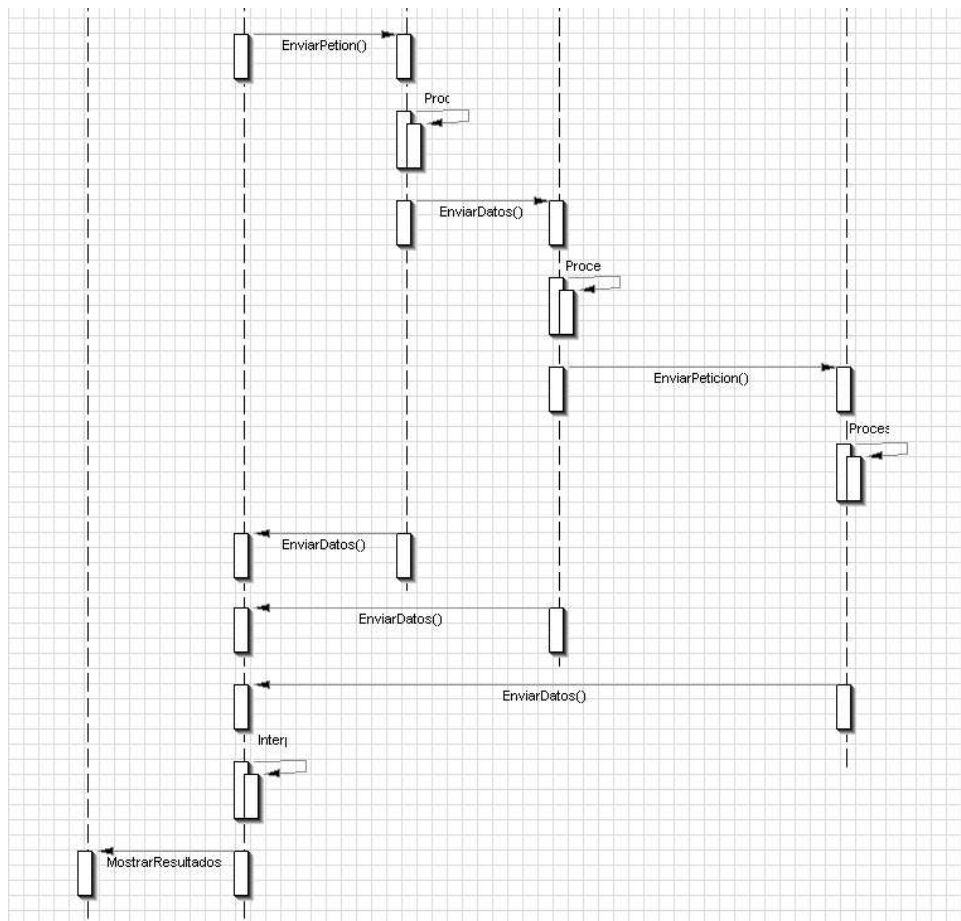 EnviarPetion()
Proc
EnviarDatos()
Proce
EnviarPeticion()
Proces
EnviarDatos()
EnviarDatos()
EnviarDatos()
Inter
MostrarResultados